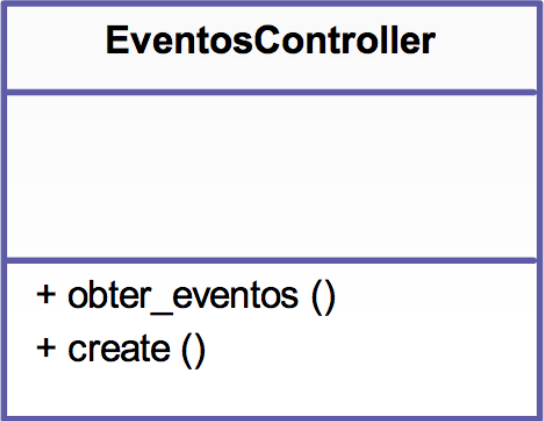 EventosController
+ obter_eventos ()
+ create ()